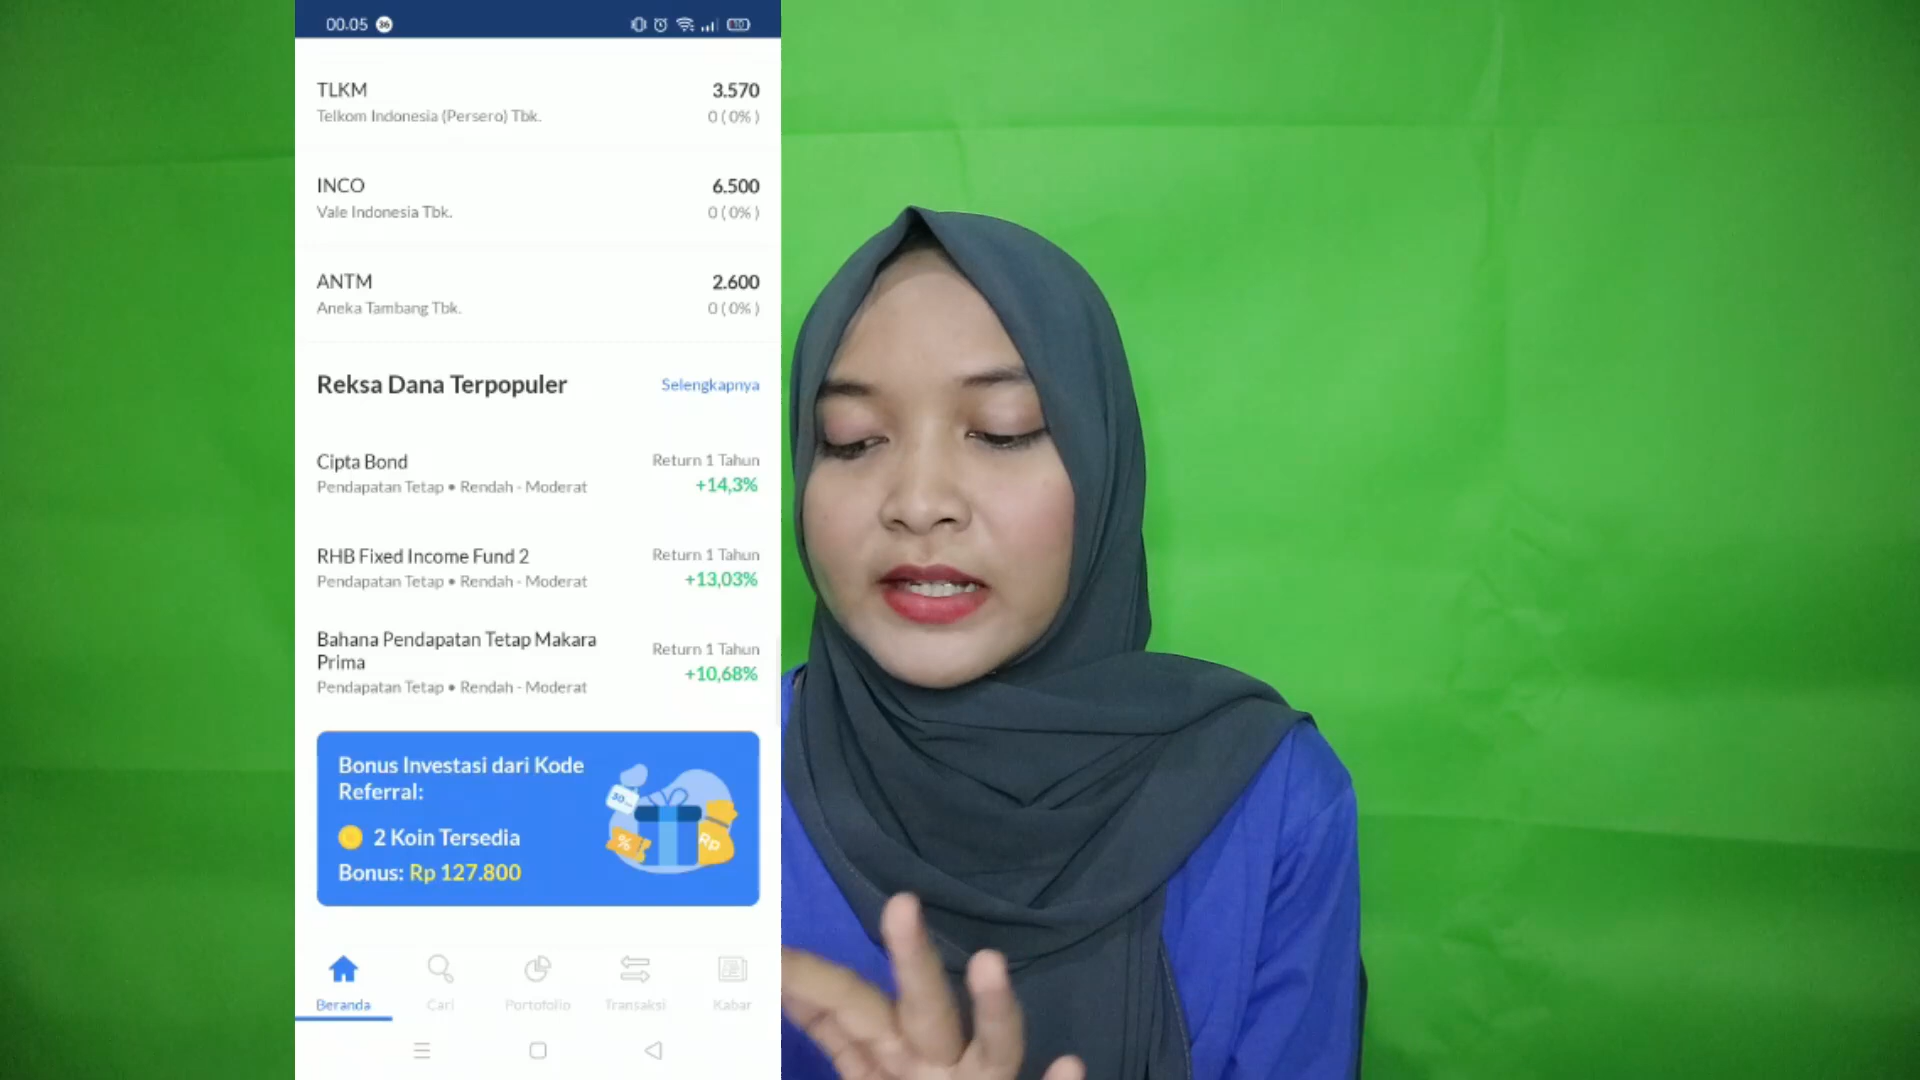 00.05 36
TLKM 3.570
Telkom Indonesia (Persero) Tbk. 0 ( 0% )
INCO 6.500
Vale Indonesia Tbk. 0 ( 0% )
ANTM 2.600
Aneka Tambang Tbk. 0 ( 0% )
Reksa Dana Terpopuler Selengkapnya
Cipta Bond Return 1 Tahun
Pendapatan Tetap • Rendah - Moderat +14,3%
RHB Fixed Income Fund 2 Return 1 Tahun
Pendapatan Tetap • Rendah - Moderat +13,03%
Bahana Pendapatan Tetap Makara Return 1 Tahun
Prima +10,68%
Pendapatan Tetap • Rendah - Moderat
Bonus Investasi dari Kode
Referral:
2 Koin Tersedia
Bonus: Rp 127.800
% Rp
Beranda Cari Portofolio Transaksi Kabar